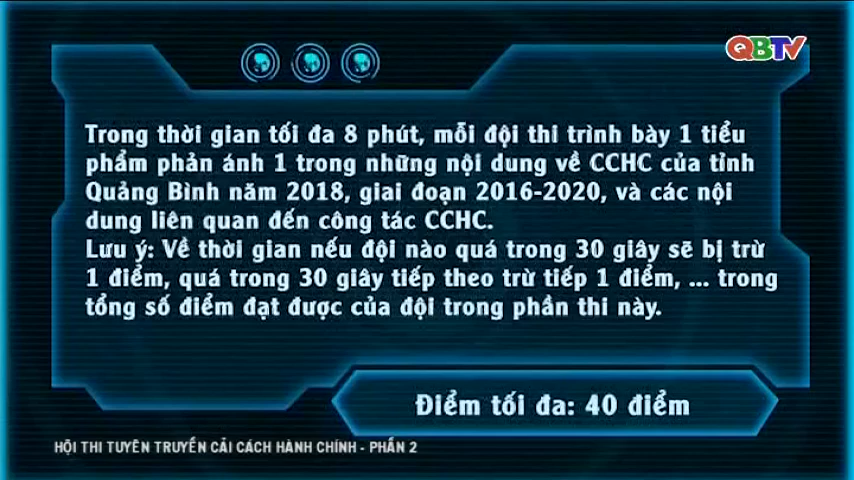 QBTV
Trong thời gian tối đa 8 phút, mỗi đội thi trình bày 1 tiểu
phẩm phản ánh 1 trong những nội dung về CCHC của tỉnh
Quảng Bình năm 2018, giai đoạn 2016-2020, và các nội
dung liên quan đến công tác CCHC.
Lưu ý: Về thời gian nếu đội nào quá trong 30 giây sẽ bị trừ
1 điểm, quá trong 30 giây tiếp theo trừ tiếp 1 điểm, ... trong
tổng số điểm đạt được của đội trong phần thi này.
Điểm tối đa: 40 điểm
HỘI THI TUYÊN TRUYỀN CẢI CÁCH HÀNH CHÍNH - PHẦN 2